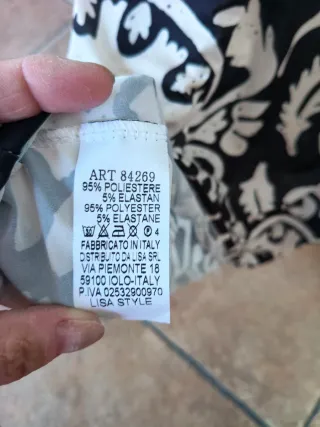 ART 84269
95% POLIESTERE
5% ELASTAN
95% POLYESTER
5% ELASTANE
4
FABBRICATO IN ITALY
DISTRIBUTO DA LISA SRL
VIA PIEMONTE 16
59100 IOLO-ITALY
P.IVA 02532900970
LISA STYLE